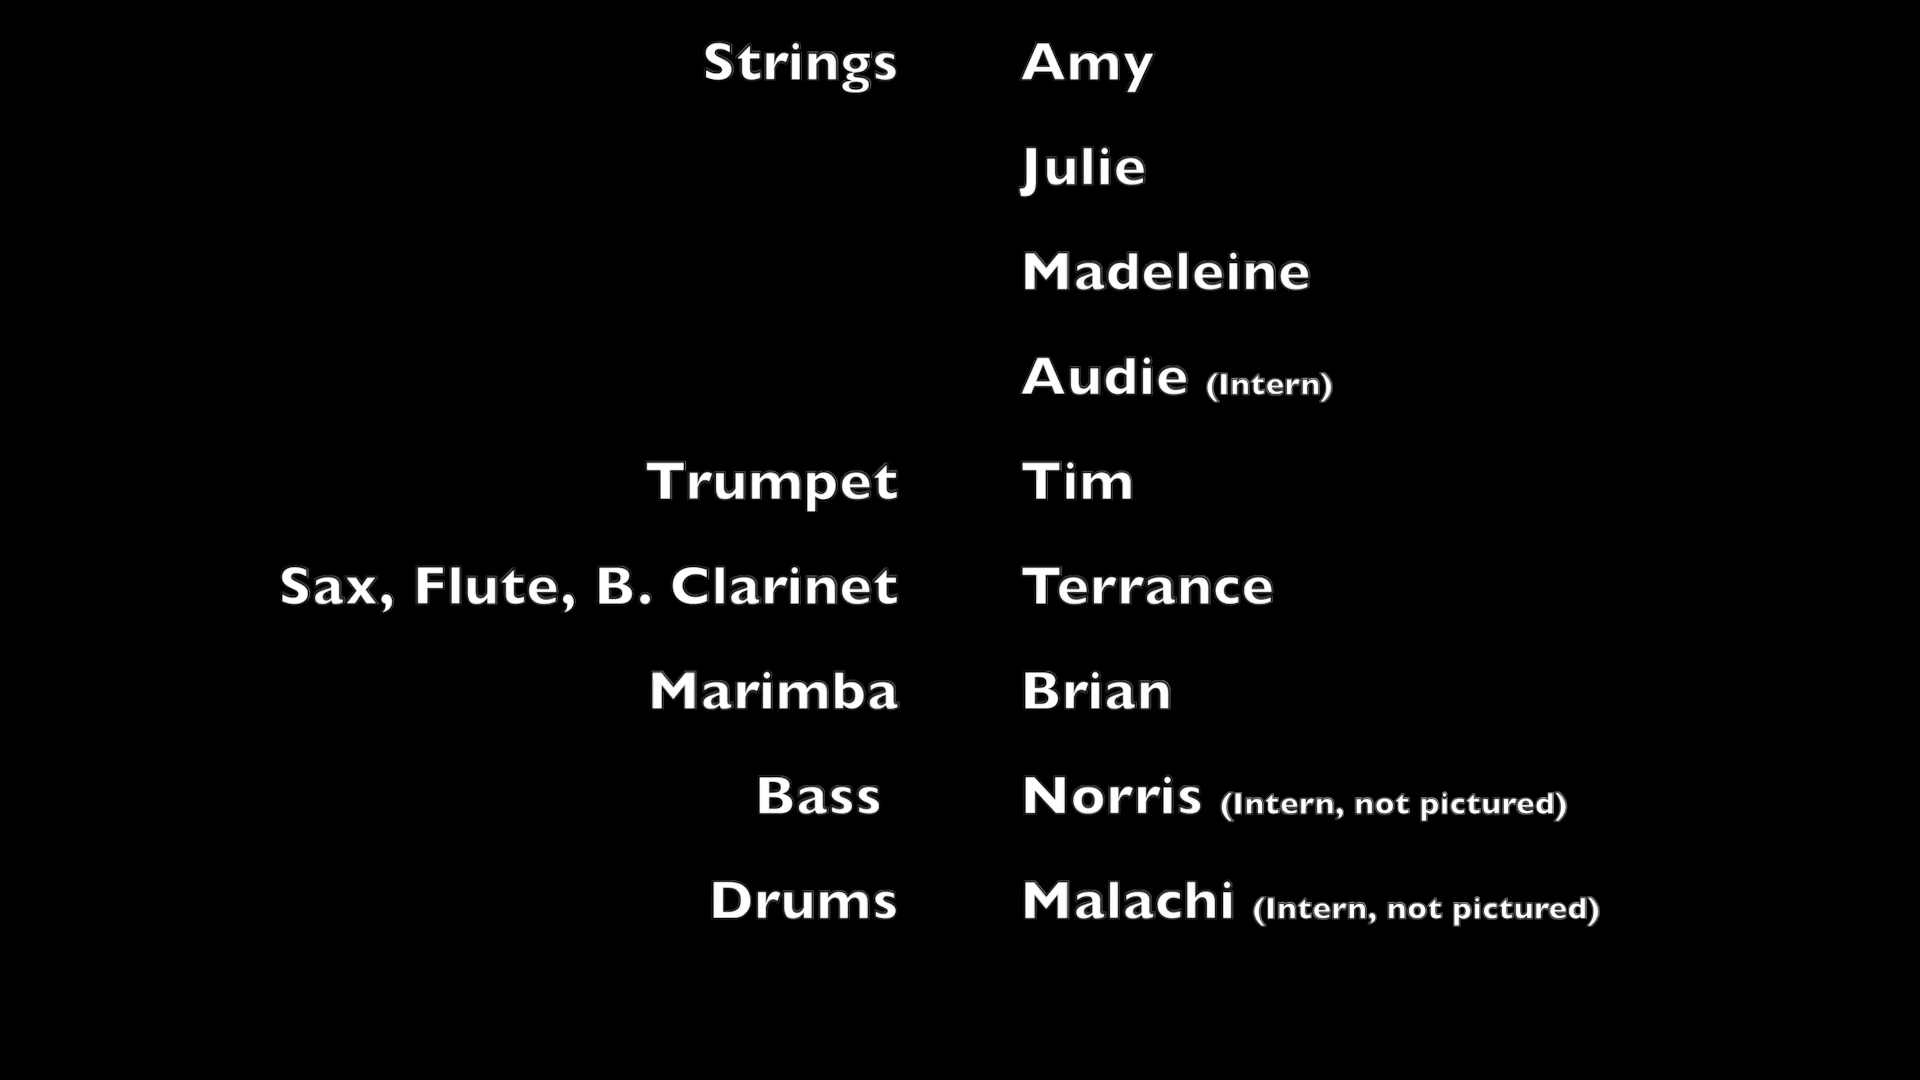 Strings Amy
Julie
Madeleine
Audie (Intern)
Trumpet Tim
Sax, Flute, B. Clarinet Terrance
Marimba Brian
Bass Norris (Intern, not pictured)
Drums Malachi (Intern, not pictured)